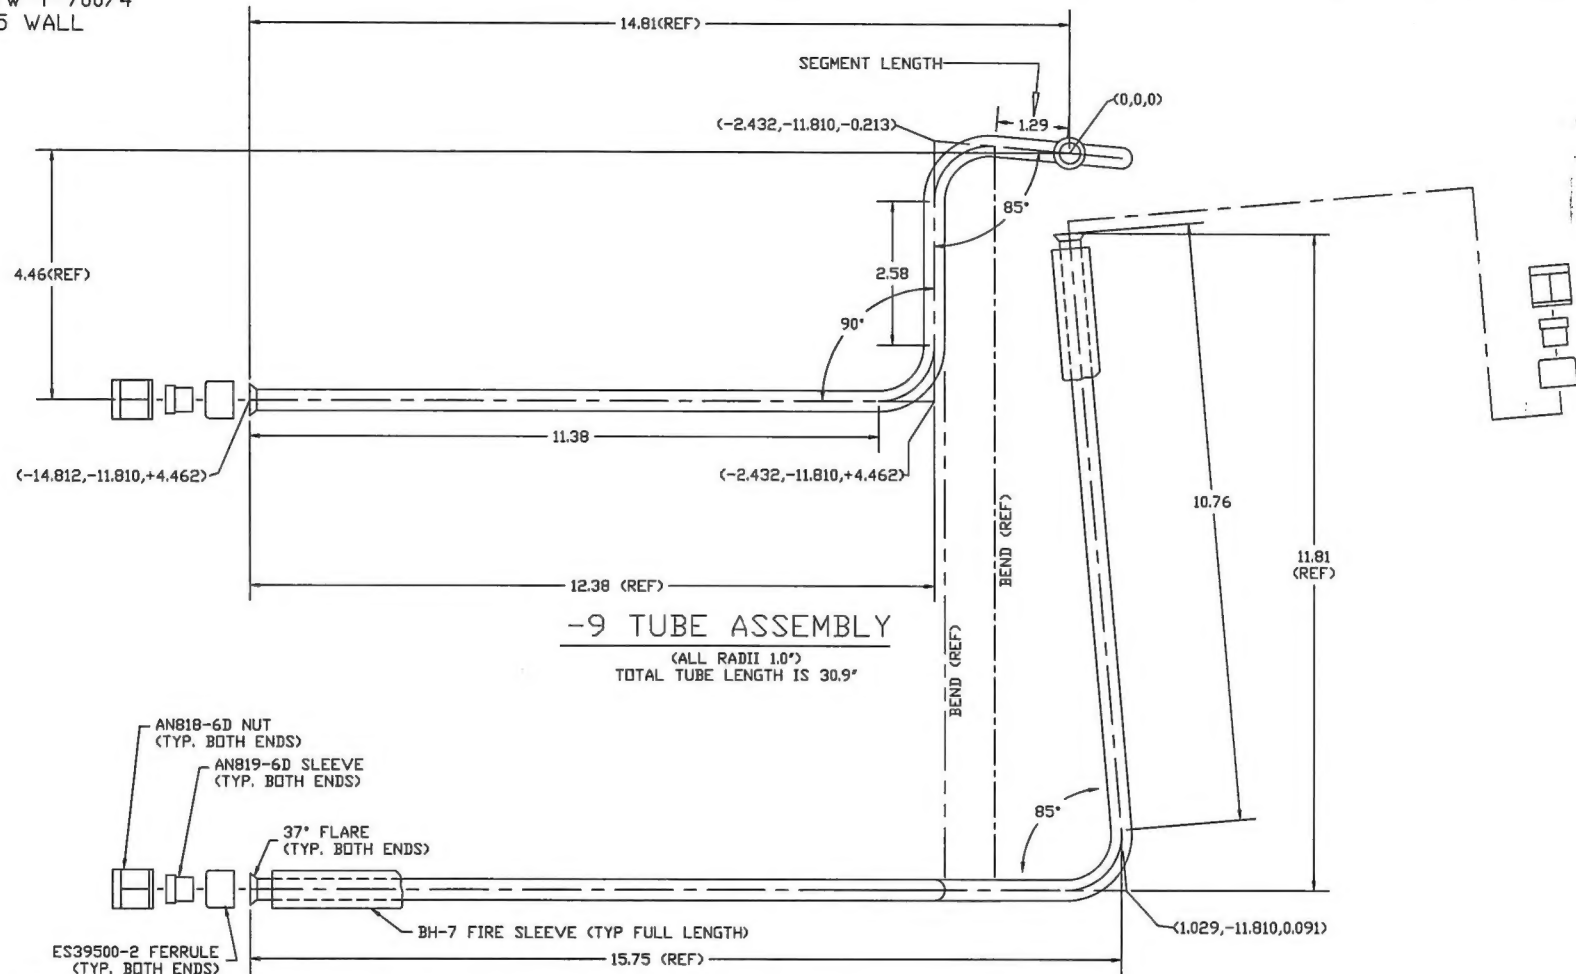 5 WALL
14.81(REF)
SEGMENT LENGTH
(0,0,0)
(-2.432,-11.810,-0.213)
1.29
85°
4.46(REF)
2.58
90°
11.38
(-14.812,-11.810,+4.462)
(-2.432,-11.810,+4.462)
10.76
BEND (REF)
11.81
(REF)
12.38 (REF)
-9 TUBE ASSEMBLY
(ALL RADII 1.0")
TOTAL TUBE LENGTH IS 30.9"
BEND (REF)
AN818-6D NUT
(TYP. BOTH ENDS)
AN819-6D SLEEVE
(TYP. BOTH ENDS)
85°
37° FLARE
(TYP. BOTH ENDS)
(1.029,-11.810,0.091)
BH-7 FIRE SLEEVE (TYP FULL LENGTH)
ES39500-2 FERRULE
(TYP. BOTH ENDS)
15.75 (REF)